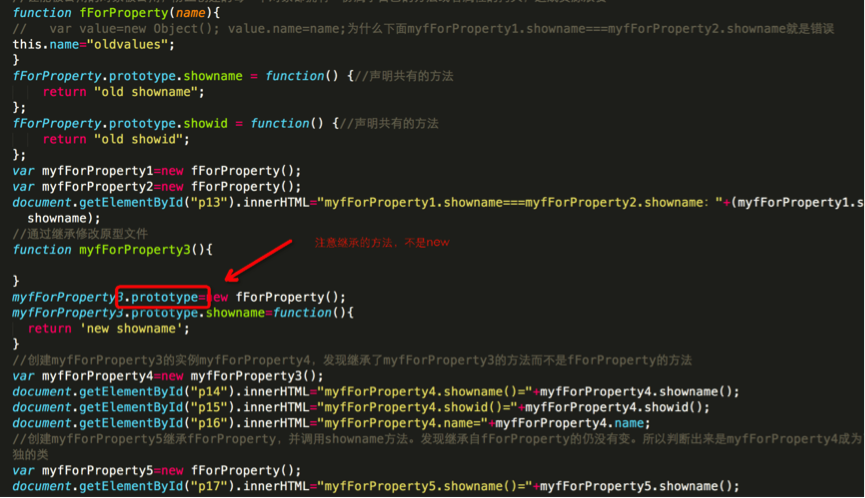 function fForProperty(name){
//   var value=new Object(); value.name=name;为什么下面myfForProperty1.showname===myfForProperty2.showname就是错误
this.name="oldvalues";
}
fForProperty.prototype.showname = function() {//声明共有的方法
return "old showname";
};
fForProperty.prototype.showid = function() {//声明共有的方法
return "old showid";
};
var myfForProperty1=new fForProperty();
var myfForProperty2=new fForProperty();
document.getElementById("p13").innerHTML="myfForProperty1.showname===myfForProperty2.showname: "+(myfForProperty1.s
showname);
//通过继承修改原型文件
function myfForProperty3(){
注意继承的方法，不是new
}
myfForProperty3.prototype=new fForProperty();
myfForProperty3.prototype.showname=function(){
return 'new showname';
}
//创建myfForProperty3的实例myfForProperty4，发现继承了myfForProperty3的方法而不是fForProperty的方法
var myfForProperty4=new myfForProperty3();
document.getElementById("p14").innerHTML="myfForProperty4.showname()="+myfForProperty4.showname();
document.getElementById("p15").innerHTML="myfForProperty4.showid()="+myfForProperty4.showid();
document.getElementById("p16").innerHTML="myfForProperty4.name="+myfForProperty4.name;
//创建myfForProperty5继承fForProperty，并调用showname方法。发现继承自fForProperty的仍没有变。所以判断出来是myfForProperty4成为
独的类
var myfForProperty5=new fForProperty();
document.getElementById("p17").innerHTML="myfForProperty5.showname()="+myfForProperty5.showname();